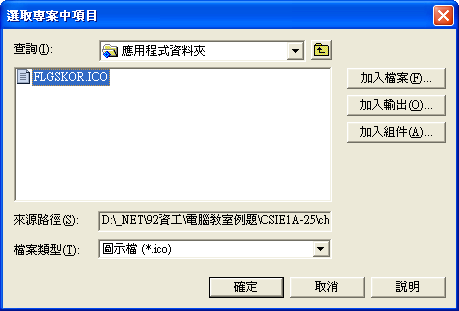 選取專案中項目
查詢(I):
應用程式資料夾
FLGSKOR.ICO
加入檔案(F)...
加入輸出(O)...
加入組件(A)...
來源路徑(S):
D:\_NET\92資工\電腦教室例題\CSIE1A-25\ch
檔案類型(T):
圖示檔 (*.ico)
確定
取消
說明